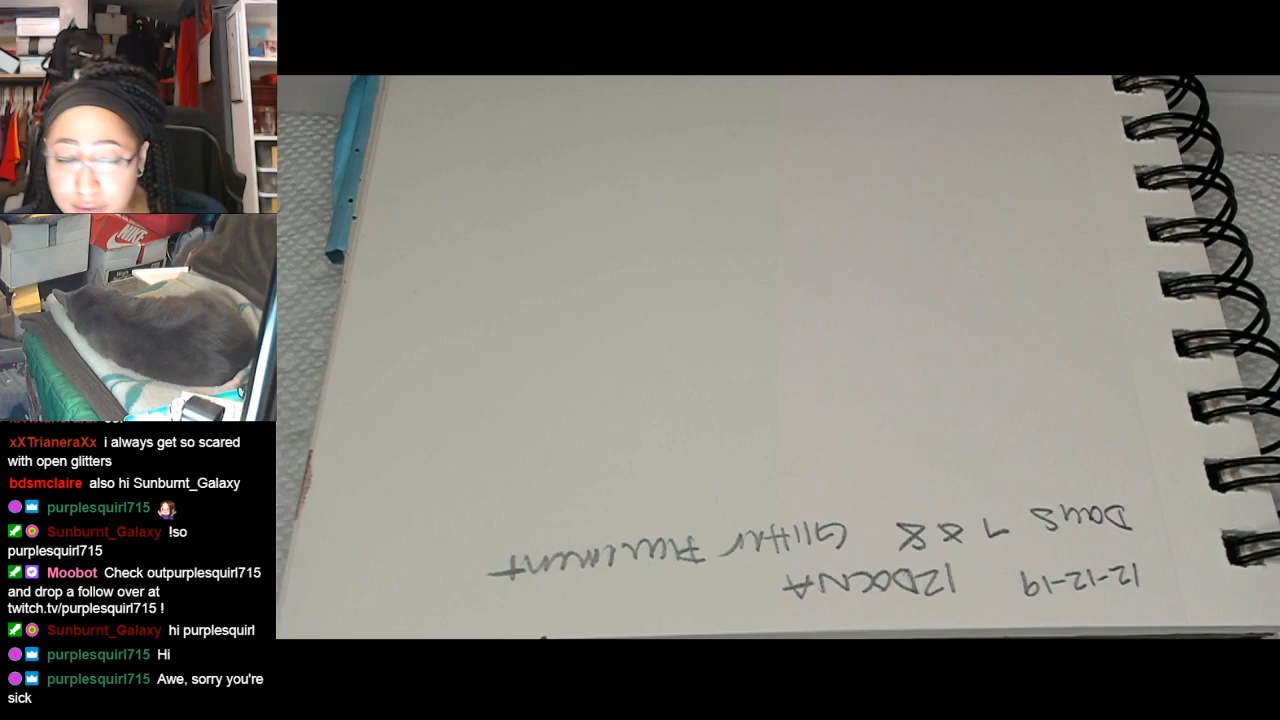 NIKE
High
xXTrianeraXx i always get so scared
with open glitters
bdsmclaire also hi Sunburnt_Galaxy
purplesquirl715
Sunburnt_Galaxy !so
purplesquirl715
Moobot Check outpurplesquirl715
and drop a follow over at
twitch.tv/purplesquirl715 !
Sunburnt_Galaxy hi purplesquirl
purplesquirl715 Hi
purplesquirl715 Awe, sorry you're
sick
12-12-19 12DOCNA
Days 7 & 8 Glitter Placement